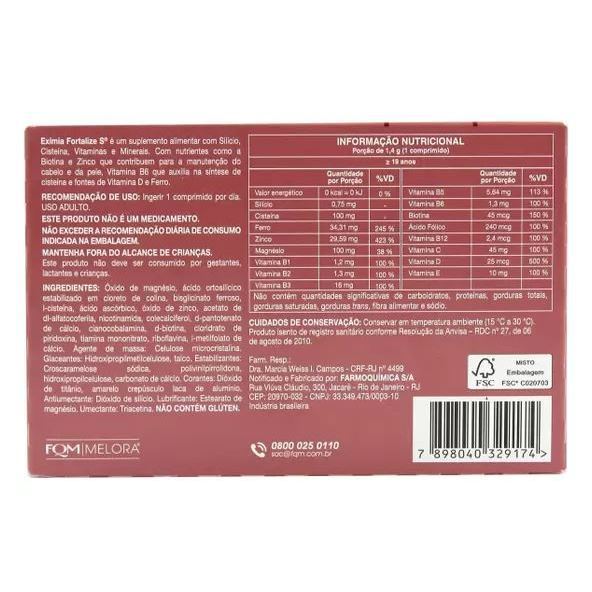 Eximia Fortalize S® é um suplemento alimentar com Silício,
Cisteína, Vitaminas e Minerais. Com nutrientes como a
Biotina e Zinco que contribuem para a manutenção do
cabelo e da pele, Vitamina B6 que auxilia na síntese de
cisteína e fontes de Vitamina D e Ferro.
RECOMENDAÇÃO DE USO: Ingerir 1 comprimido por dia.
USO ADULTO.
ESTE PRODUTO NÃO É UM MEDICAMENTO.
NÃO EXCEDER A RECOMENDAÇÃO DIÁRIA DE CONSUMO
INDICADA NA EMBALAGEM.
MANTENHA FORA DO ALCANCE DE CRIANÇAS.
Este produto não deve ser consumido por gestantes,
lactantes e crianças.
INGREDIENTES: Óxido de magnésio, ácido ortosilícico
estabilizado em cloreto de colina, bisglicinato ferroso,
l-cisteína, ácido ascórbico, óxido de zinco, acetato de
dl-alfatocoferol, nicotinamida, colecalciferol, d-pantotenato
de cálcio, cianocobalamina, d-biotina, cloridrato de
piridoxina, tiamina mononitrato, riboflavina, l-metilfolato de
cálcio. Agente de massa: Celulose microcristalina.
Glaceantes: Hidroxipropilmetilcelulose, talco. Estabilizantes:
Croscaramelose sódica, polivinilpirrolidona,
hidroxipropilcelulose, carbonato de cálcio. Corantes: Dióxido
de titânio, amarelo crepúsculo laca de alumínio.
Antiumectante: Dióxido de silício. Lubrificante: Estearato de
magnésio. Umectante: Triacetina. NÃO CONTÉM GLÚTEN.
FQM | MELORA®
INFORMAÇÃO NUTRICIONAL
Porção de 1,4 g (1 comprimido)
≥ 19 anos
Quantidade por Porção %VD
Valor energético 0 kcal = 0 kJ 0 %
Silício 0,75 mg -
Cisteína 100 mg -
Ferro 34,31 mg 245 %
Zinco 29,59 mg 423 %
Magnésio 100 mg 38 %
Vitamina B1 1,2 mg 100 %
Vitamina B2 1,3 mg 100 %
Vitamina B3 16 mg 100 %
Quantidade por Porção %VD
Vitamina B5 5,64 mg 113 %
Vitamina B6 1,3 mg 100 %
Biotina 45 mcg 150 %
Ácido Fólico 240 mcg 100 %
Vitamina B12 2,4 mcg 100 %
Vitamina C 45 mg 100 %
Vitamina D 25 mcg 500 %
Vitamina E 10 mg 100 %
Não contém quantidades significativas de carboidratos, proteínas, gorduras totais,
gorduras saturadas, gorduras trans, fibra alimentar e sódio.
CUIDADOS DE CONSERVAÇÃO: Conservar em temperatura ambiente (15 °C a 30 °C).
Produto isento de registro sanitário conforme Resolução da Anvisa - RDC n° 27, de 06
de agosto de 2010.
Farm. Resp.:
Dra. Marcia Weiss I. Campos - CRF-RJ n° 4499
Notificado e Fabricado por: FARMOQUÍMICA S/A
Rua Viúva Cláudio, 300, Jacaré - Rio de Janeiro - RJ
CEP: 20970-032 - CNPJ: 33.349.473/0003-10
Indústria brasileira
0800 025 0110
sac@fqm.com.br
FSC
MISTO
Embalagem
FSC® C020703
7 898040 329174 >